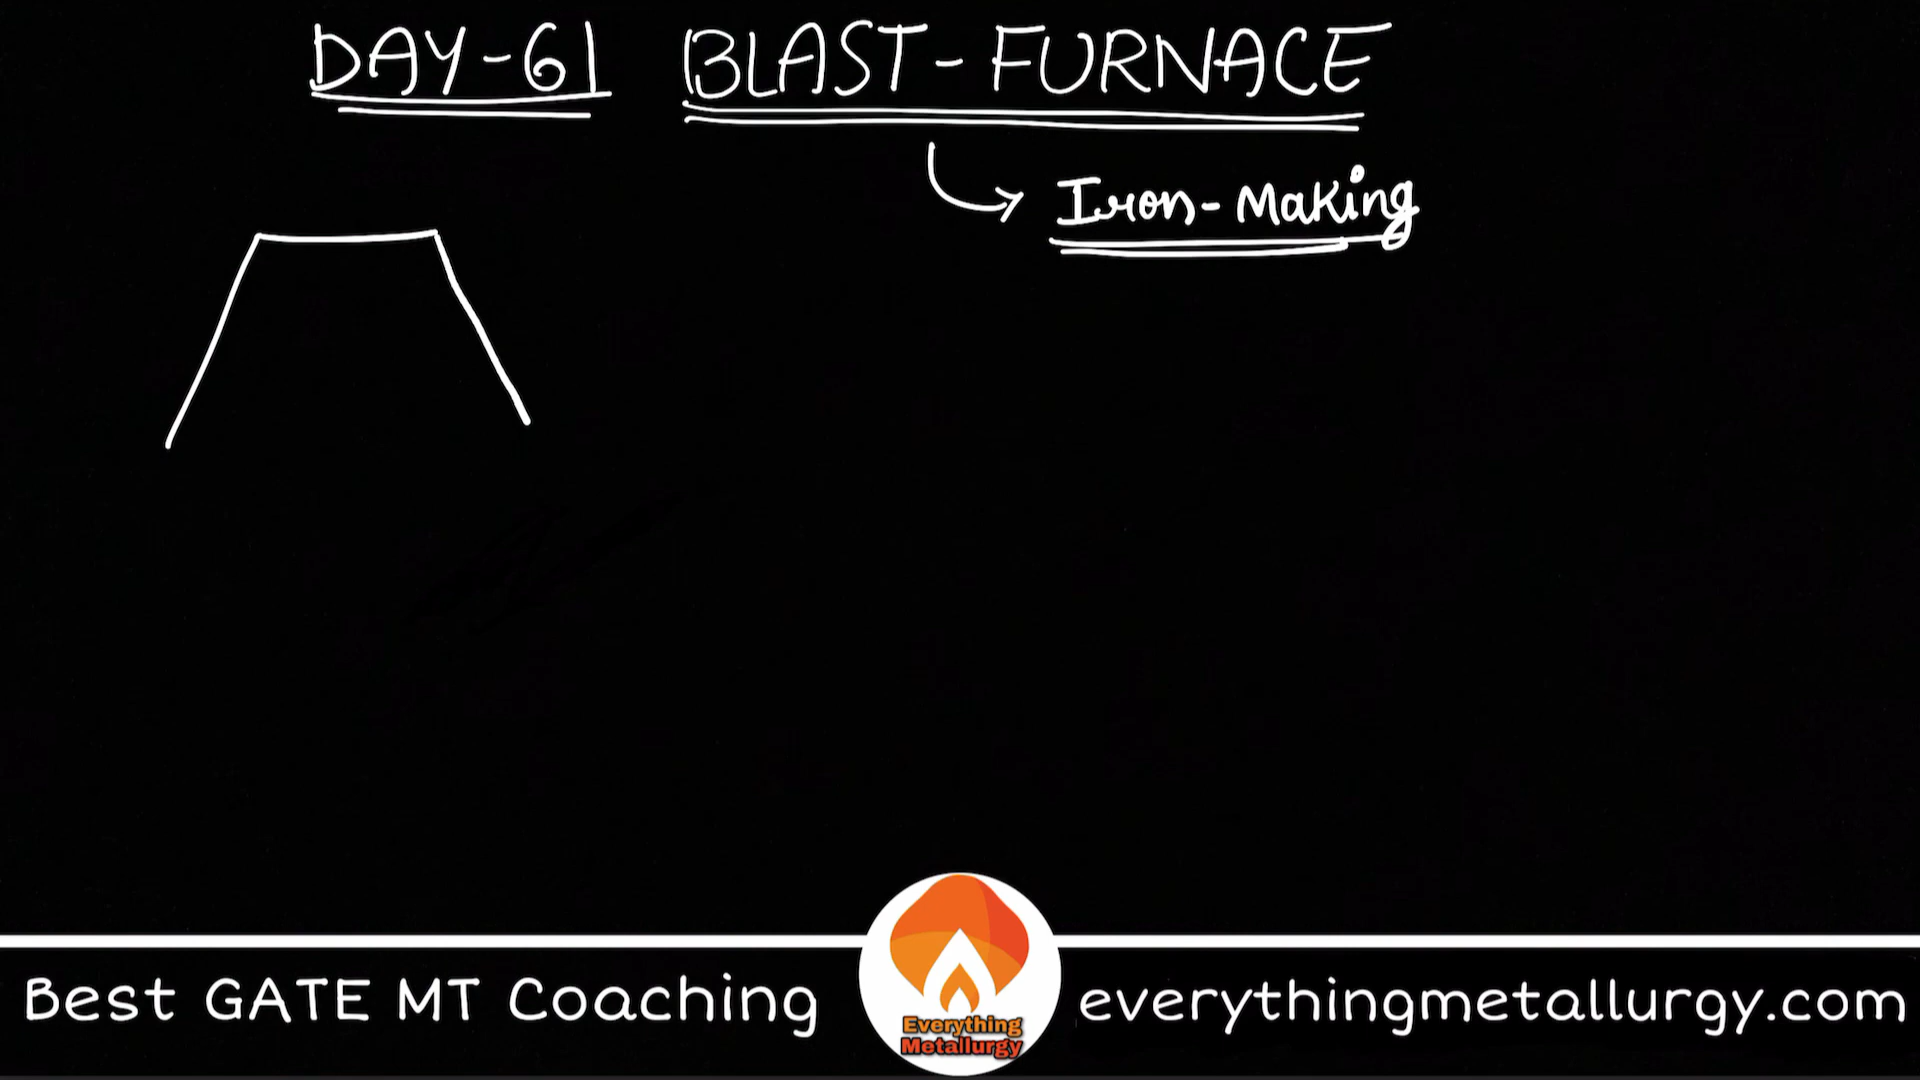 DAY-61 BLAST-FURNACE
Iron-Making
Best GATE MT Coaching
Everything
Metallurgy
everythingmetallurgy.com